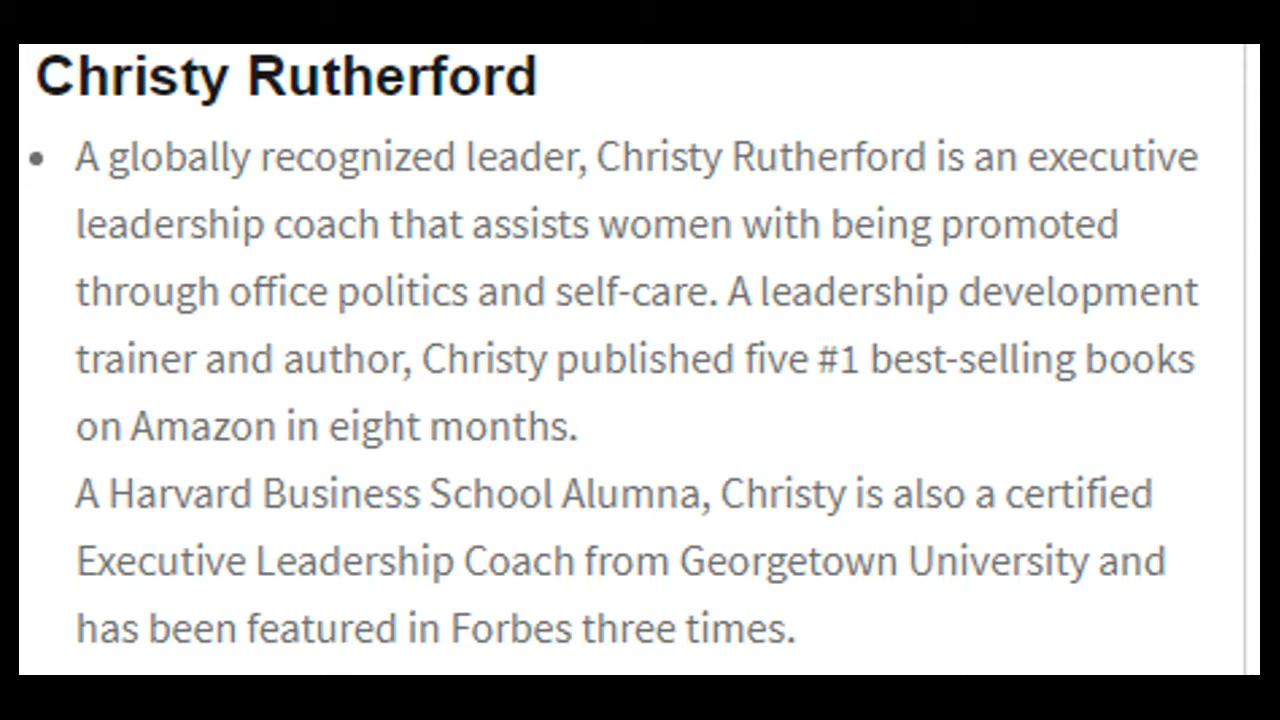 Christy Rutherford
• A globally recognized leader, Christy Rutherford is an executive
leadership coach that assists women with being promoted
through office politics and self-care. A leadership development
trainer and author, Christy published five #1 best-selling books
on Amazon in eight months.
A Harvard Business School Alumna, Christy is also a certified
Executive Leadership Coach from Georgetown University and
has been featured in Forbes three times.